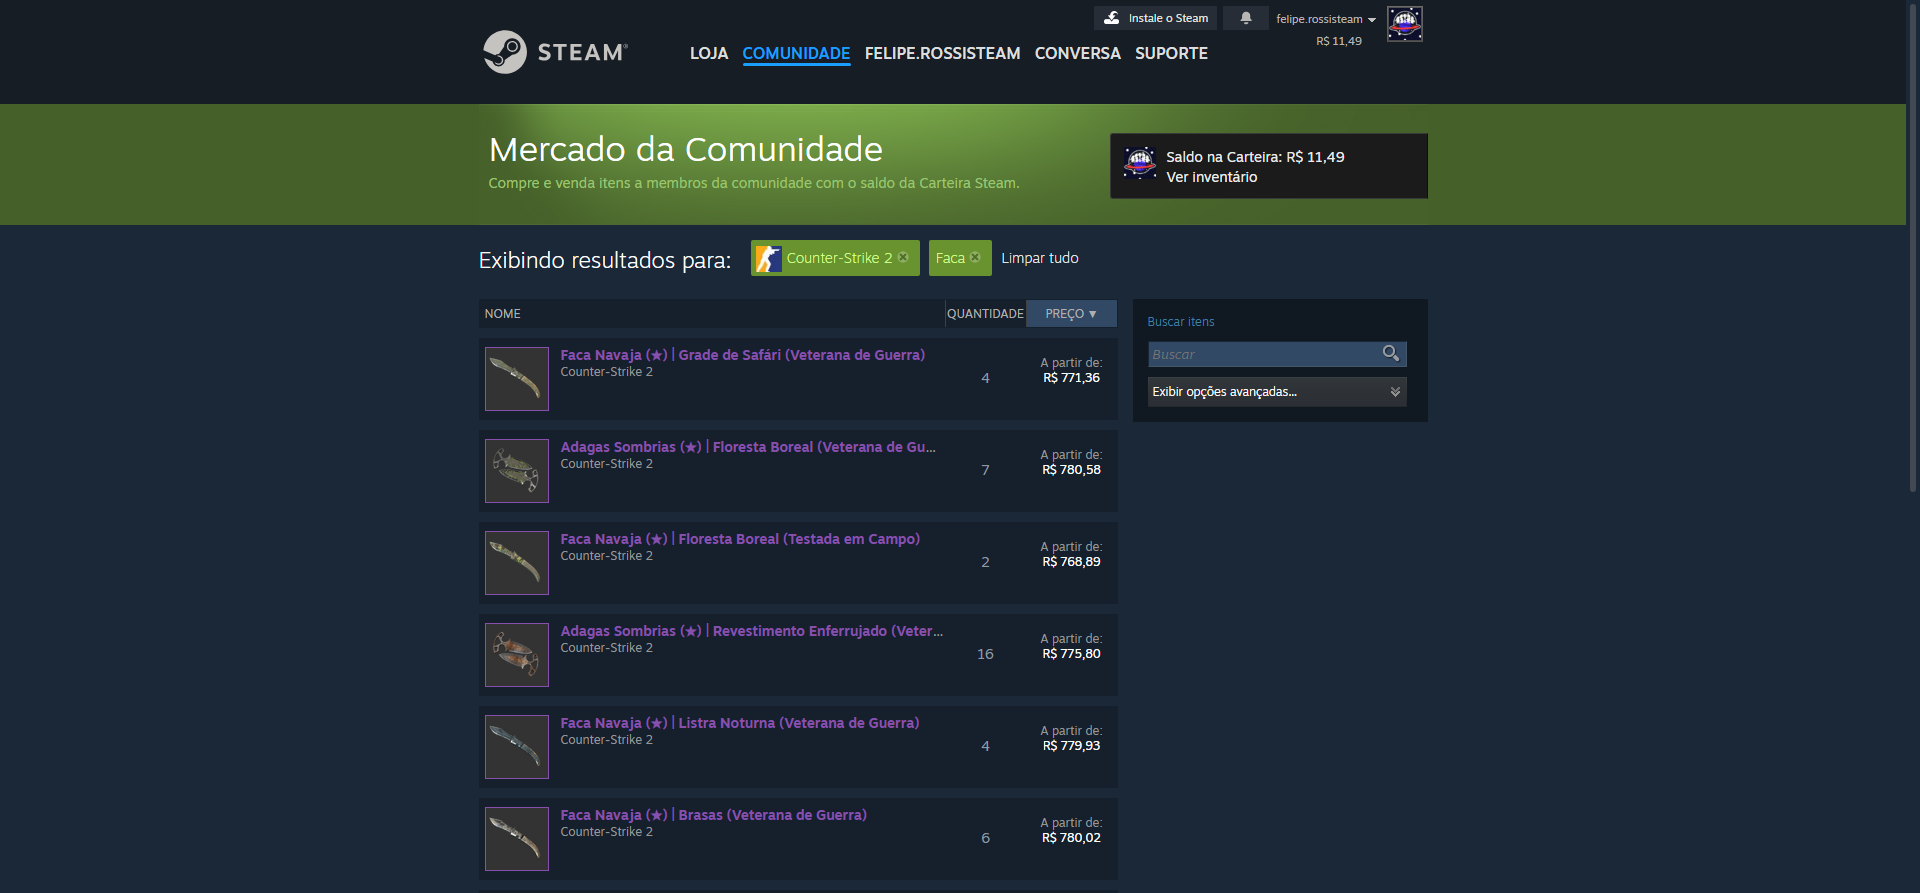 Instale o Steam
felipe.rossisteam
R$ 11,49
STEAM®
LOJA COMUNIDADE FELIPE.ROSSISTEAM CONVERSA SUPORTE
Mercado da Comunidade
Compre e venda itens a membros da comunidade com o saldo da Carteira Steam.
Saldo na Carteira: R$ 11,49
Ver inventário
Exibindo resultados para: Counter-Strike 2 Faca Limpar tudo
NOME QUANTIDADE PREÇO ▼
Faca Navaja (★) | Grade de Safári (Veterana de Guerra)
Counter-Strike 2
4
A partir de:
R$ 771,36
Adagas Sombrias (★) | Floresta Boreal (Veterana de Gu...
Counter-Strike 2
7
A partir de:
R$ 780,58
Faca Navaja (★) | Floresta Boreal (Testada em Campo)
Counter-Strike 2
2
A partir de:
R$ 768,89
Adagas Sombrias (★) | Revestimento Enferrujado (Veter...
Counter-Strike 2
16
A partir de:
R$ 775,80
Faca Navaja (★) | Listra Noturna (Veterana de Guerra)
Counter-Strike 2
4
A partir de:
R$ 779,93
Faca Navaja (★) | Brasas (Veterana de Guerra)
Counter-Strike 2
6
A partir de:
R$ 780,02
Buscar itens
Buscar
Exibir opções avançadas...